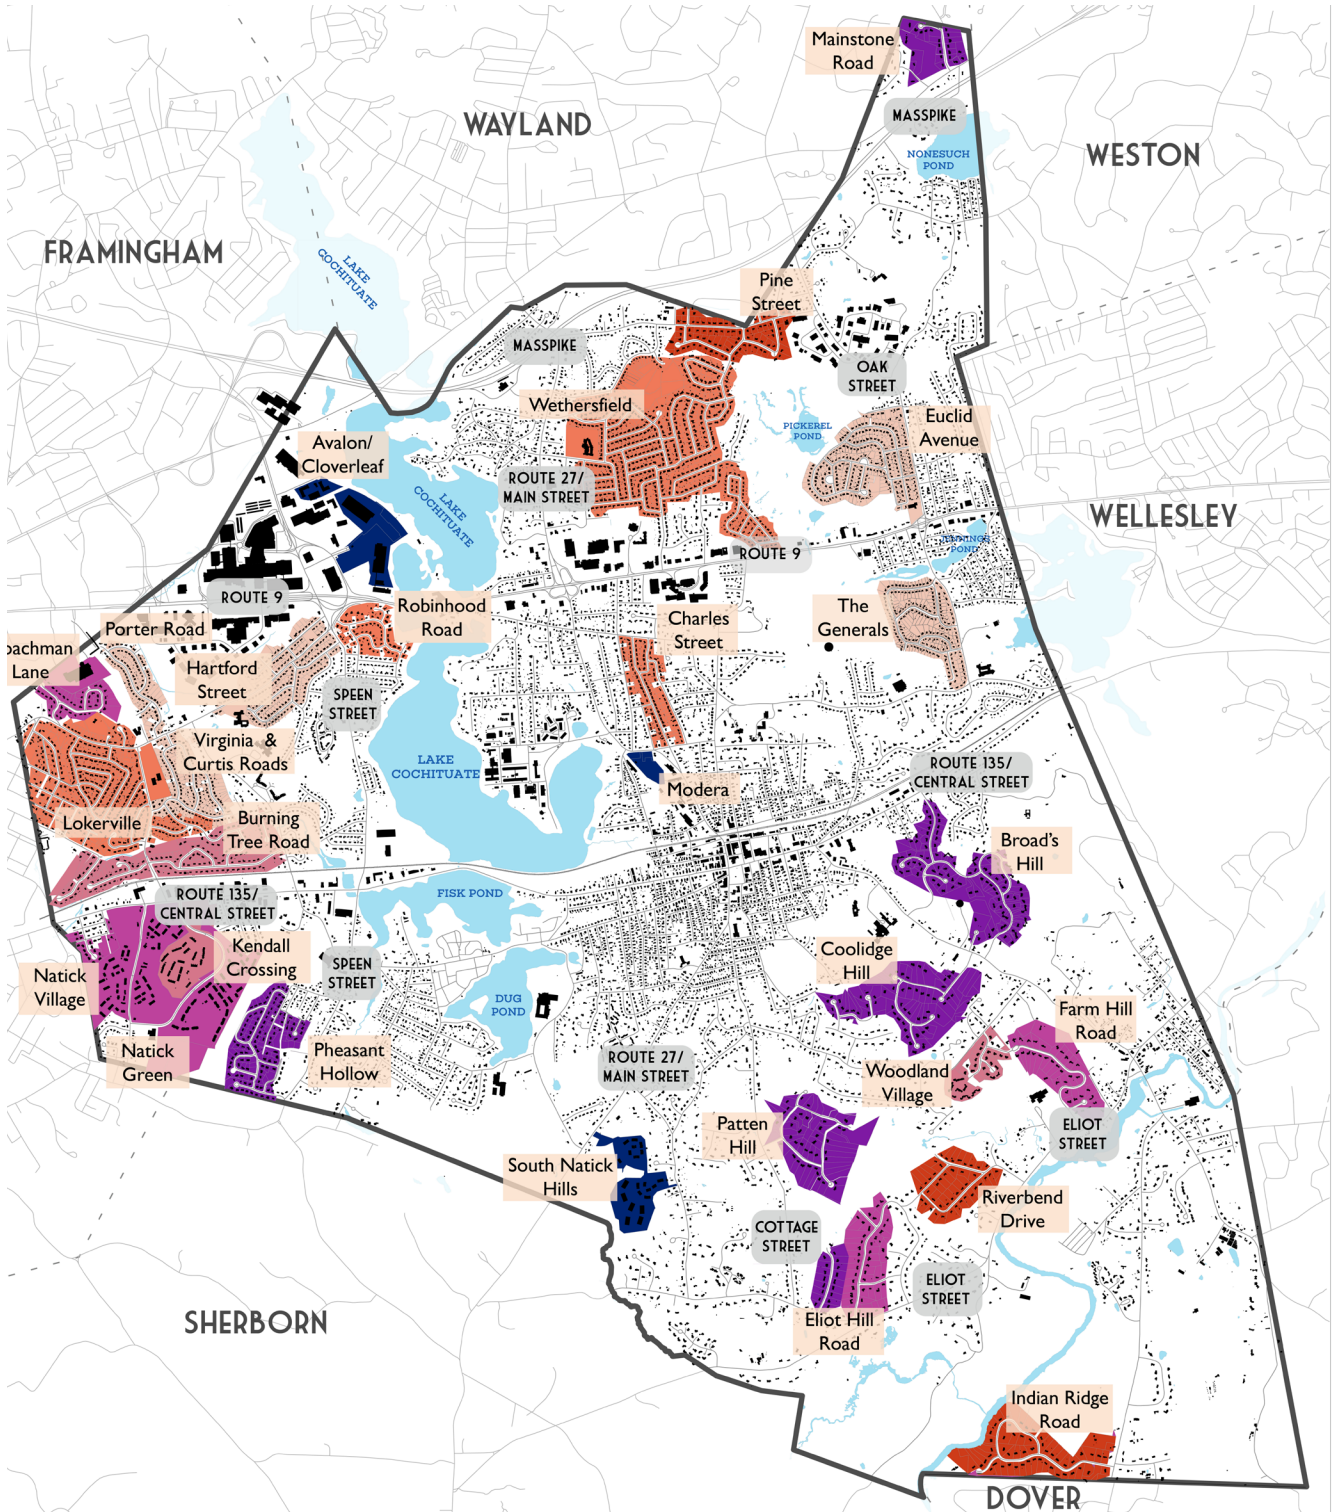 Mainstone
Road
WAYLAND
MASSPIKE
WESTON
NONESUCH
POND
FRAMINGHAM
LAKE
COCHITUATE
Pine
Street
MASSPIKE
OAK
STREET
Wethersfield
Euclid
Avenue
PICKEREL
POND
Avalon/
Cloverleaf
ROUTE 27/
MAIN STREET
LAKE
COCHITUATE
WELLESLEY
JENNINGS
POND
ROUTE 9
ROUTE 9
Robinhood
Road
Charles
Street
The
Generals
Porter Road
oachman
Lane
Hartford
Street
SPEEN
STREET
Virginia &
Curtis Roads
LAKE
COCHITUATE
ROUTE 135/
CENTRAL STREET
Modera
Lokerville
Burning
Tree Road
Broad's
Hill
ROUTE 135/
CENTRAL STREET
FISK POND
Kendall
Crossing
Natick
Village
SPEEN
STREET
Coolidge
Hill
DUG
POND
Farm Hill
Road
Natick
Green
Pheasant
Hollow
ROUTE 27/
MAIN STREET
Woodland
Village
Patten
Hill
ELIOT
STREET
South Natick
Hills
Riverbend
Drive
COTTAGE
STREET
ELIOT
STREET
SHERBORN
Eliot Hill
Road
Indian Ridge
Road
DOVER